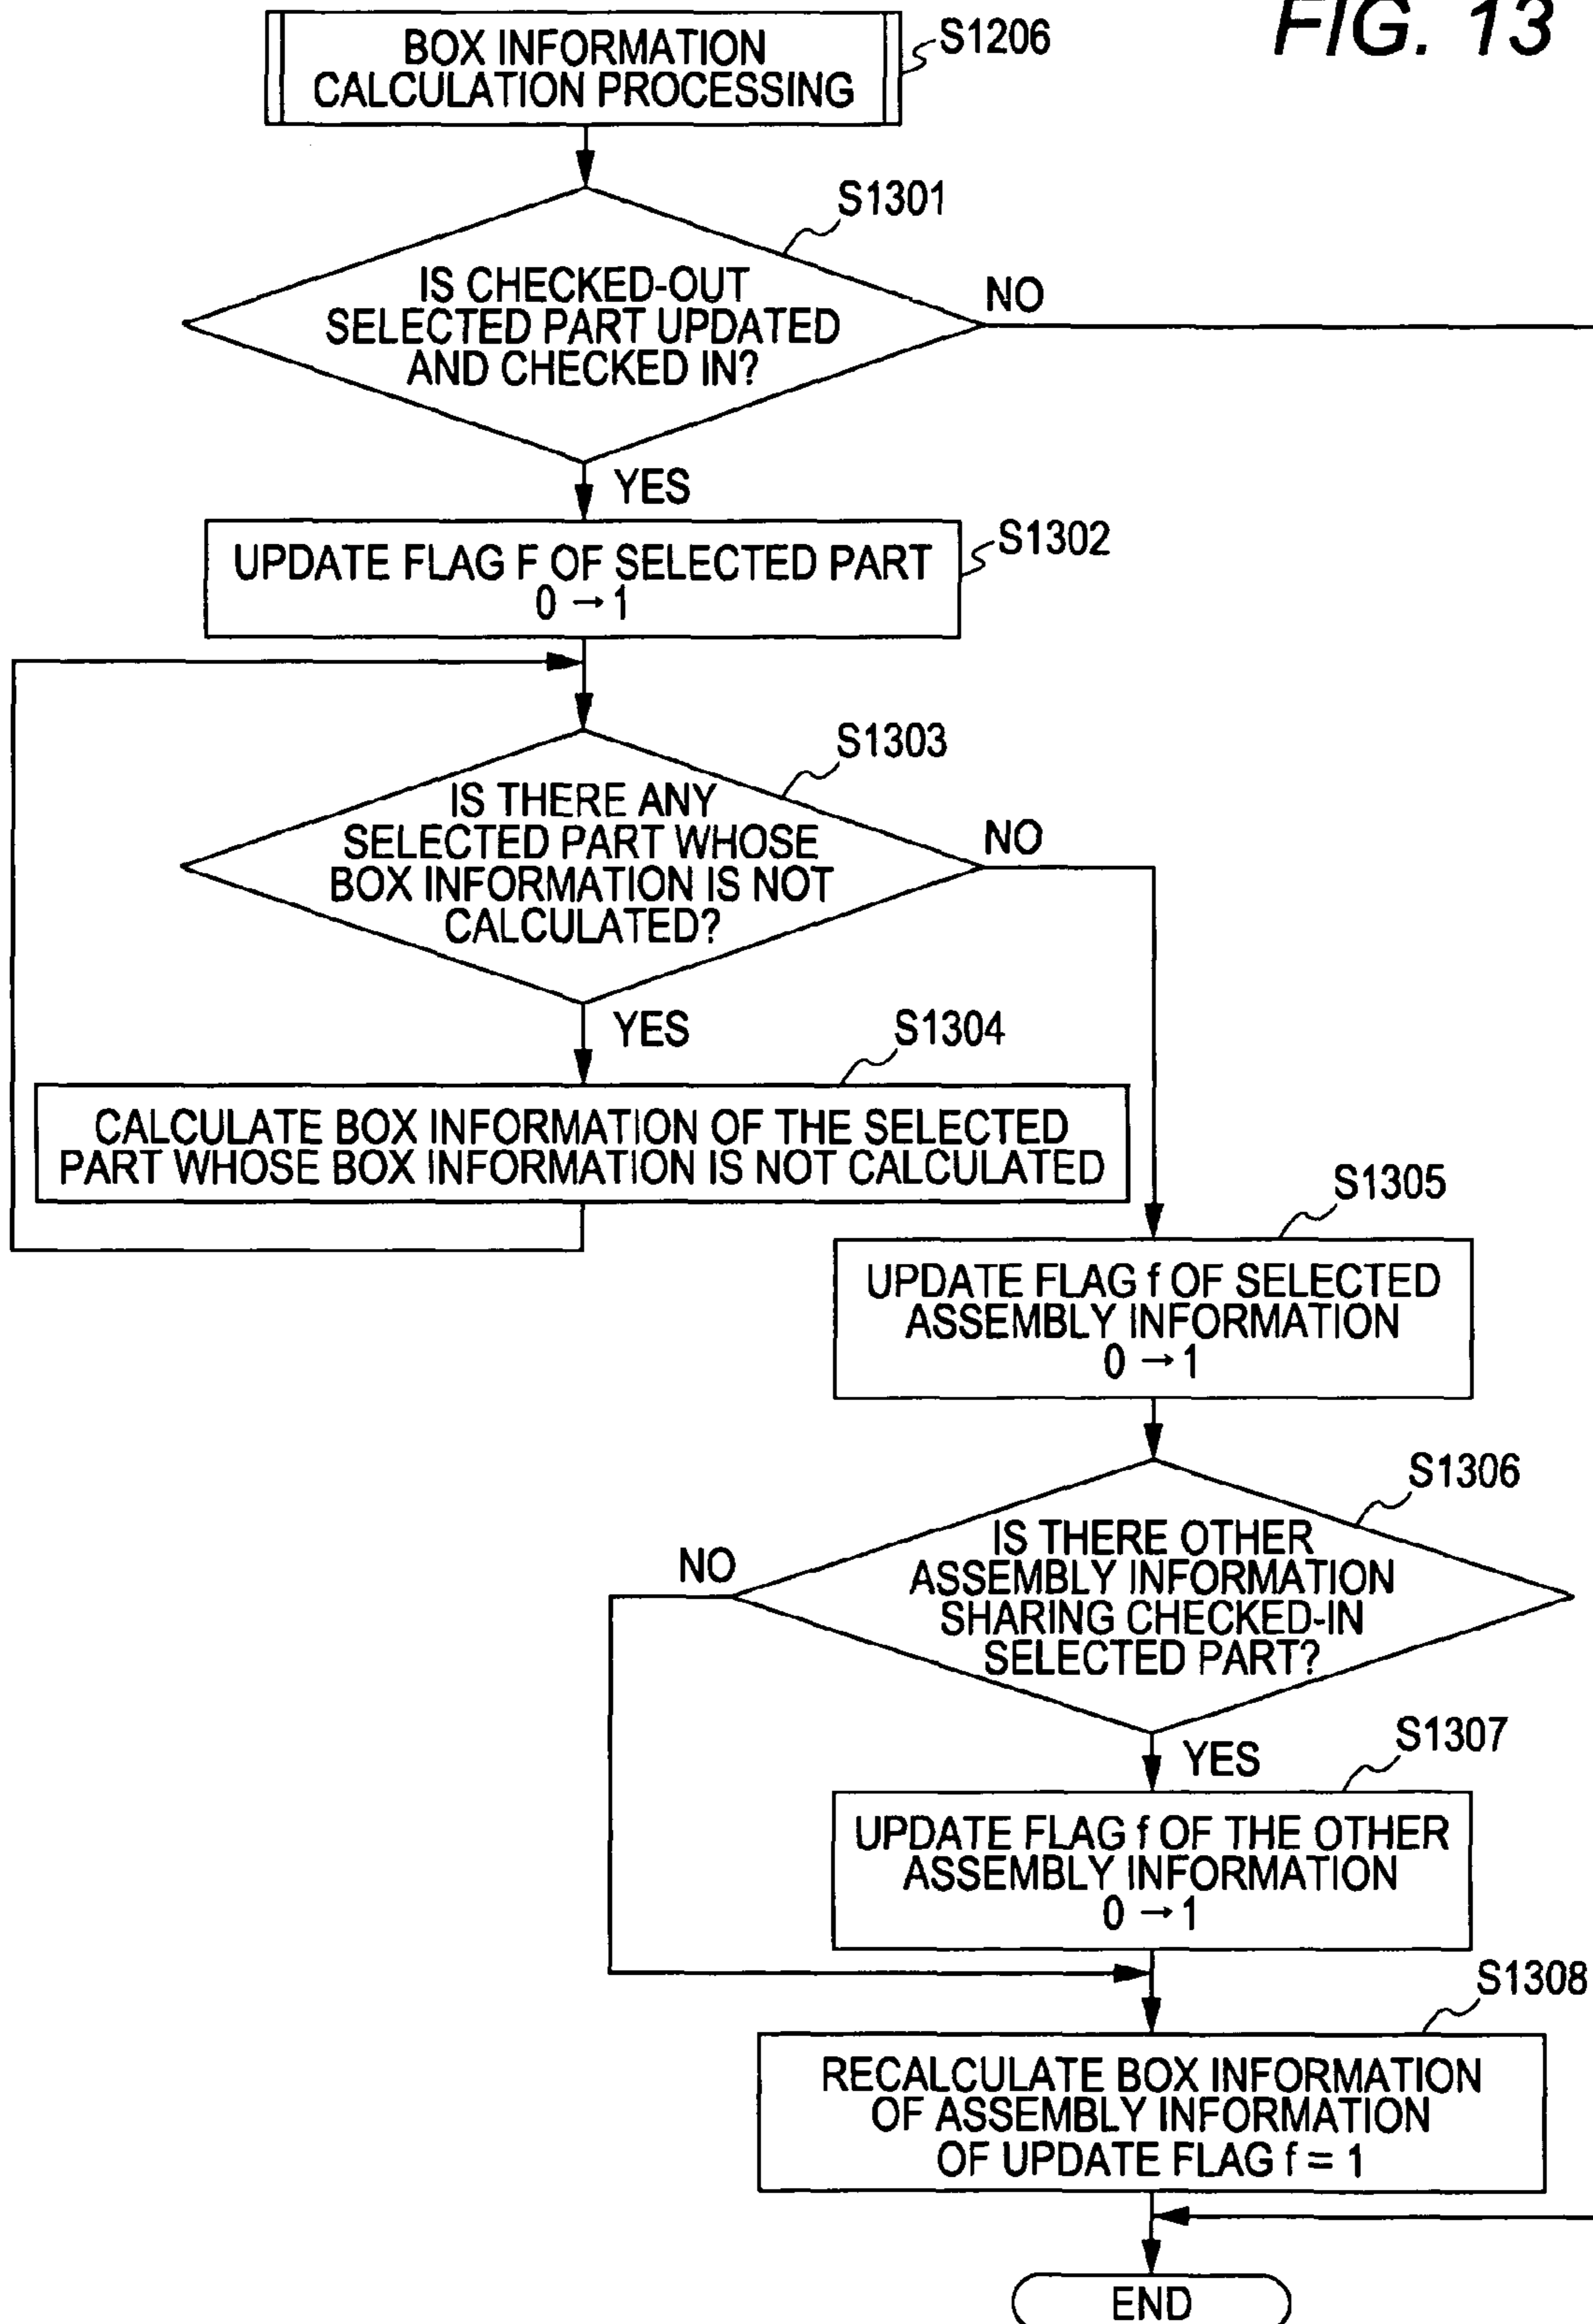 FIG. 13
BOX INFORMATION
CALCULATION PROCESSING
S1206
S1301
IS CHECKED-OUT
SELECTED PART UPDATED
AND CHECKED IN?
NO
YES
UPDATE FLAG F OF SELECTED PART
0 → 1
S1302
S1303
IS THERE ANY
SELECTED PART WHOSE
BOX INFORMATION IS NOT
CALCULATED?
NO
YES
S1304
CALCULATE BOX INFORMATION OF THE SELECTED
PART WHOSE BOX INFORMATION IS NOT CALCULATED
S1305
UPDATE FLAG f OF SELECTED
ASSEMBLY INFORMATION
0 → 1
S1306
IS THERE OTHER
ASSEMBLY INFORMATION
SHARING CHECKED-IN
SELECTED PART?
NO
YES
S1307
UPDATE FLAG f OF THE OTHER
ASSEMBLY INFORMATION
0 → 1
S1308
RECALCULATE BOX INFORMATION
OF ASSEMBLY INFORMATION
OF UPDATE FLAG f = 1
END